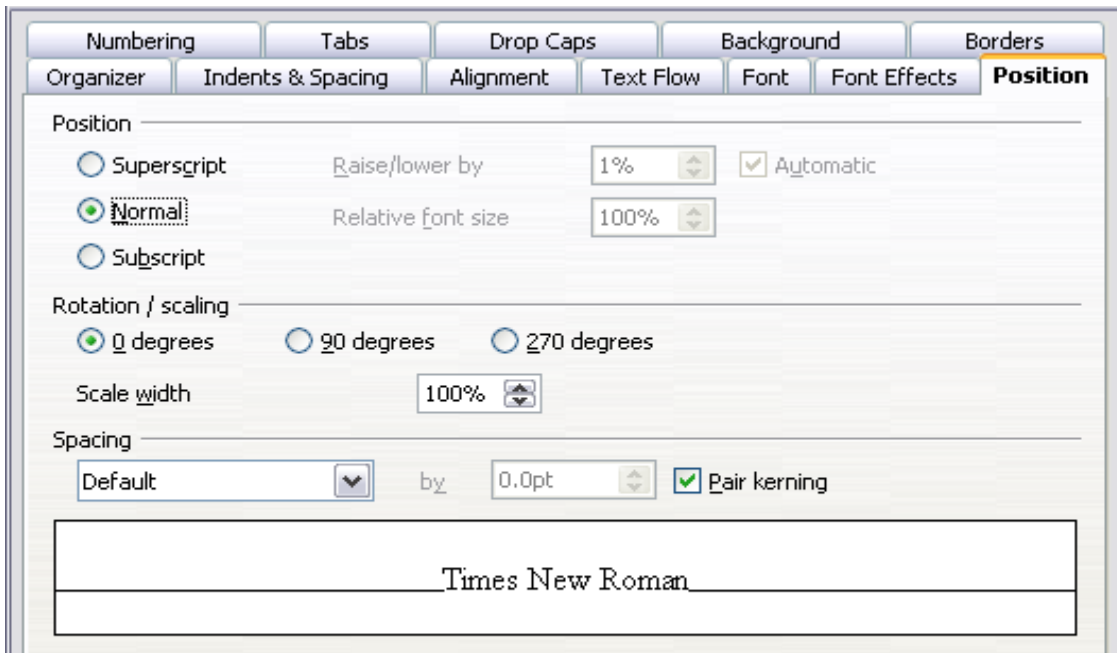 Numbering Tabs Drop Caps Background Borders
Organizer Indents & Spacing Alignment Text Flow Font Font Effects Position
Position
Superscript Raise/lower by 1% Automatic
Normal Relative font size 100%
Subscript
Rotation / scaling
0 degrees 90 degrees 270 degrees
Scale width 100%
Spacing
Default by 0.0pt Pair kerning
Times New Roman